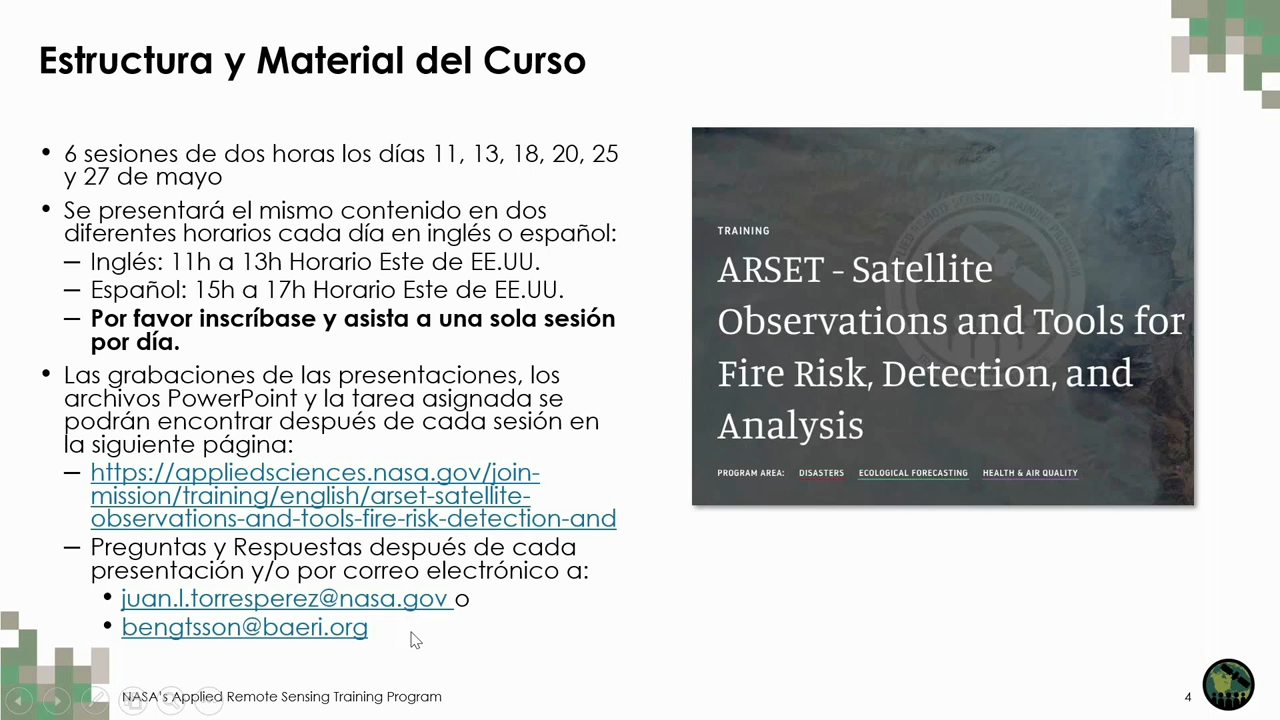 Estructura y Material del Curso
• 6 sesiones de dos horas los días 11, 13, 18, 20, 25
y 27 de mayo
• Se presentará el mismo contenido en dos
diferentes horarios cada día en inglés o español:
– Inglés: 11h a 13h Horario Este de EE.UU.
– Español: 15h a 17h Horario Este de EE.UU.
– Por favor inscríbase y asista a una sola sesión
por día.
• Las grabaciones de las presentaciones, los
archivos PowerPoint y la tarea asignada se
podrán encontrar después de cada sesión en
la siguiente página:
– https://appliedsciences.nasa.gov/join-
mission/training/english/arset-satellite-
observations-and-tools-fire-risk-detection-and
– Preguntas y Respuestas después de cada
presentación y/o por correo electrónico a:
• juan.l.torresperez@nasa.gov o
• bengtsson@baeri.org
TRAINING
ARSET - Satellite
Observations and Tools for
Fire Risk, Detection, and
Analysis
PROGRAM AREA: DISASTERS ECOLOGICAL FORECASTING HEALTH & AIR QUALITY
NASA's Applied Remote Sensing Training Program
4